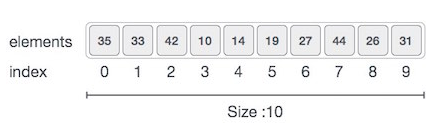 elements 35 33 42 10 14 19 27 44 26 31
index 0 1 2 3 4 5 6 7 8 9
Size :10